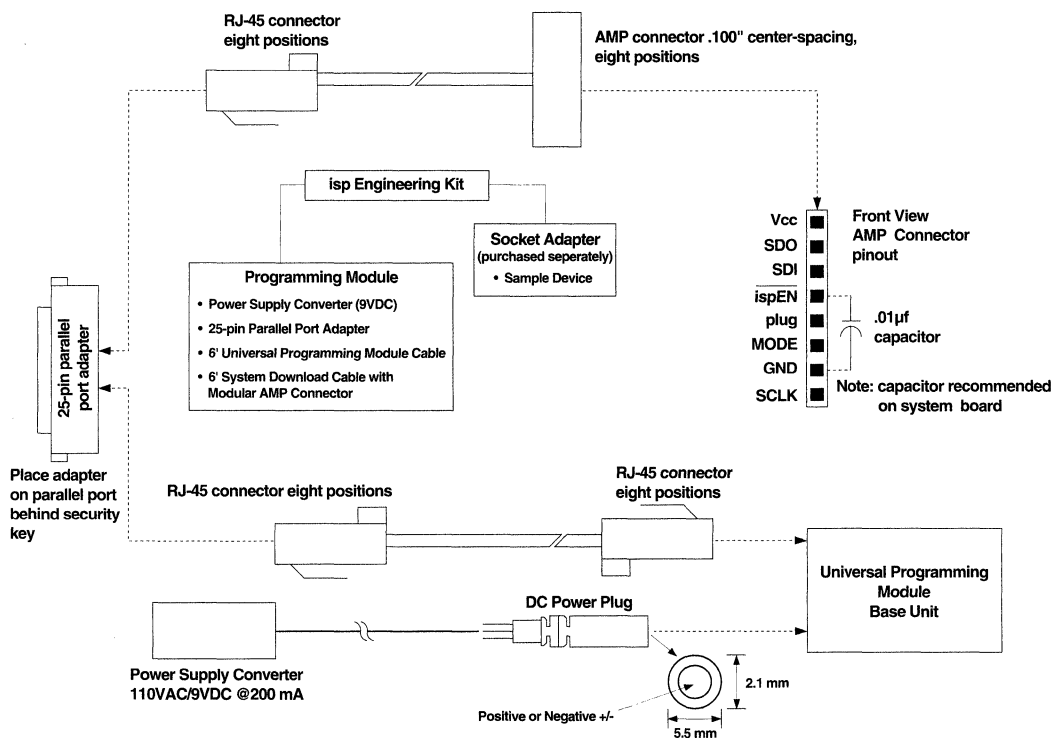 RJ-45 connector
eight positions
AMP connector .100" center-spacing,
eight positions
isp Engineering Kit
Socket Adapter
(purchased seperately)
• Sample Device
Programming Module
• Power Supply Converter (9VDC)
• 25-pin Parallel Port Adapter
• 6' Universal Programming Module Cable
• 6' System Download Cable with
Modular AMP Connector
Vcc
SDO
SDI
ispEN
plug
MODE
GND
SCLK
Front View
AMP Connector
pinout
.01µf
capacitor
Note: capacitor recommended
on system board
25-pin parallel
port adapter
Place adapter
on parallel port
behind security
key
RJ-45 connector eight positions
RJ-45 connector
eight positions
Universal Programming
Module
Base Unit
DC Power Plug
Power Supply Converter
110VAC/9VDC @200 mA
Positive or Negative +/-
2.1 mm
5.5 mm